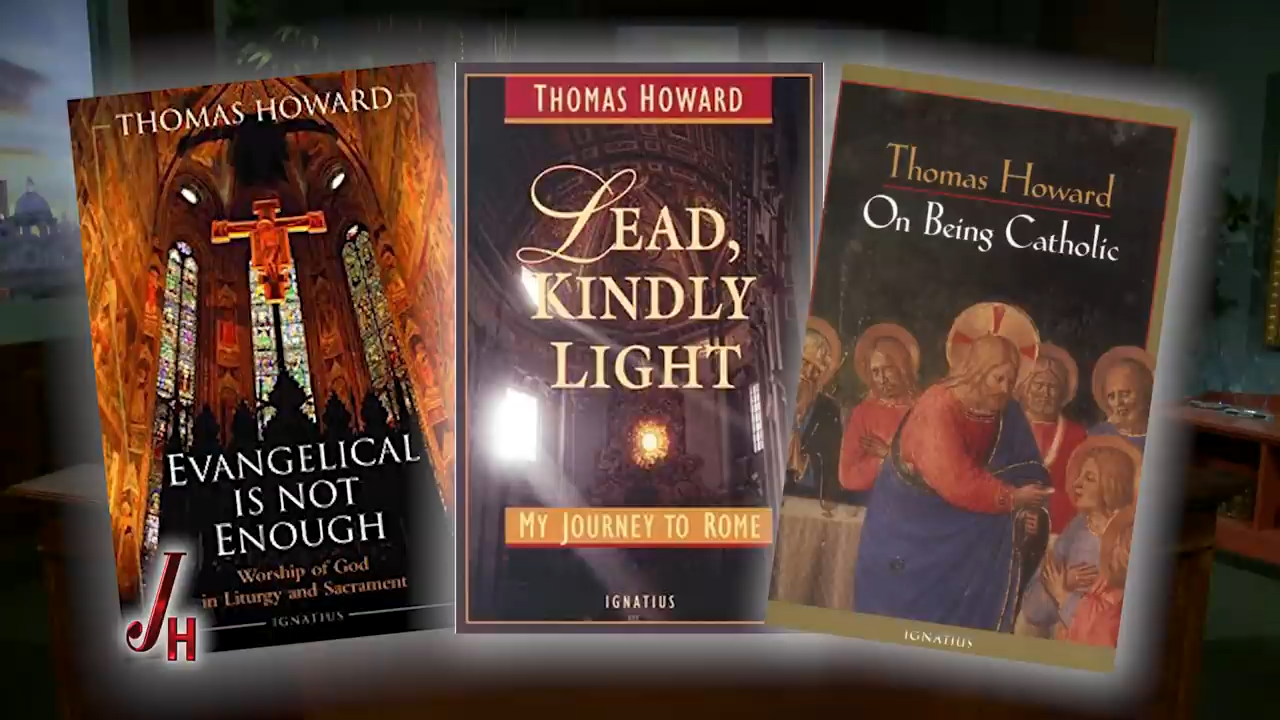 THOMAS HOWARD
EVANGELICAL
IS NOT
ENOUGH
Worship of God
in Liturgy and Sacrament
IGNATIUS
JH
THOMAS HOWARD
LEAD,
KINDLY
LIGHT
MY JOURNEY TO ROME
IGNATIUS
Thomas Howard
On Being Catholic
IGNATIUS